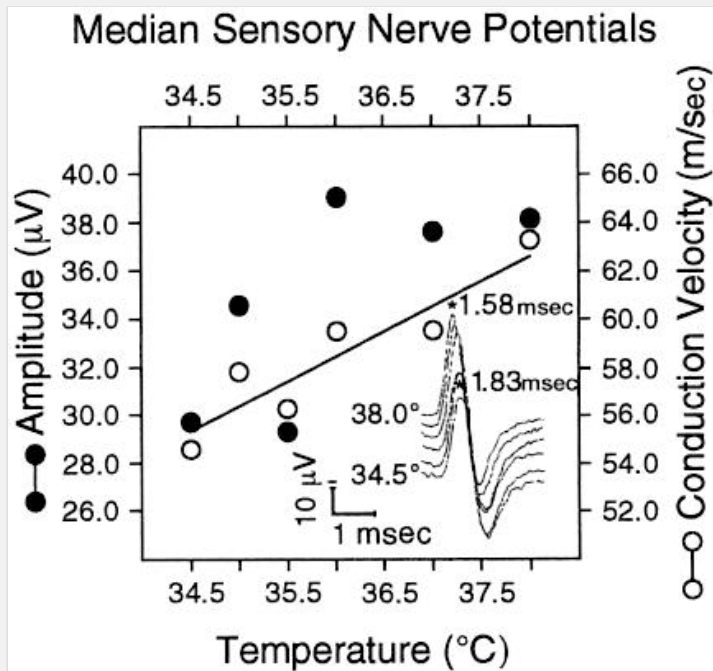 Median Sensory Nerve Potentials
34.5 35.5 36.5 37.5
40.0
38.0
36.0
34.0
32.0
30.0
28.0
26.0
Amplitude (µV)
66.0
64.0
62.0
60.0
58.0
56.0
54.0
52.0
Conduction Velocity (m/sec)
*1.58 msec
1.83 msec
38.0°
34.5°
10 µV
1 msec
34.5 35.5 36.5 37.5
Temperature (°C)